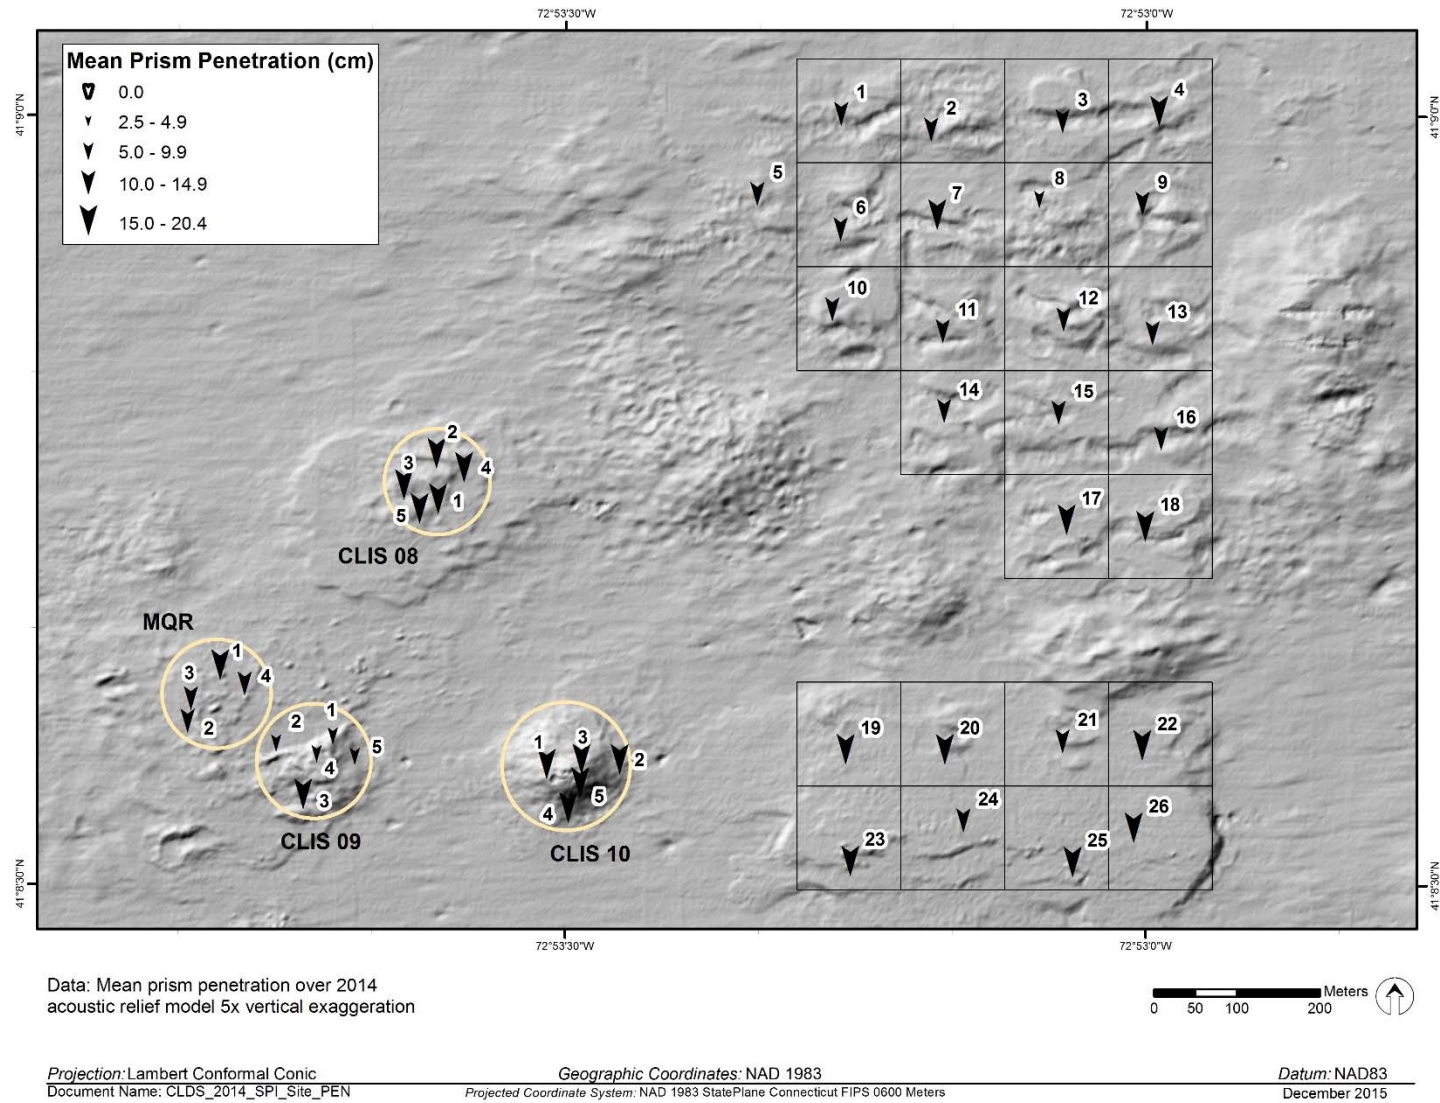 72°53'30"W 72°53'0"W
Mean Prism Penetration (cm)
0.0
2.5 - 4.9
5.0 - 9.9
10.0 - 14.9
15.0 - 20.4
41°9'0"N 41°9'0"N
1 2 3 4
5
6 7 8 9
10 11 12 13
14 15 16
17 18
2
3 4
1
5
CLIS 08
MQR
1
3 4
2
1
2 5
4
3
CLIS 09
3
1 2
5
4
CLIS 10
19 20 21 22
23 24 25 26
41°8'30"N 41°8'30"N
72°53'30"W 72°53'0"W
Data: Mean prism penetration over 2014
acoustic relief model 5x vertical exaggeration
Meters
0 50 100 200
Projection: Lambert Conformal Conic Geographic Coordinates: NAD 1983 Datum: NAD83
Document Name: CLDS_2014_SPI_Site_PEN Projected Coordinate System: NAD 1983 StatePlane Connecticut FIPS 0600 Meters December 2015